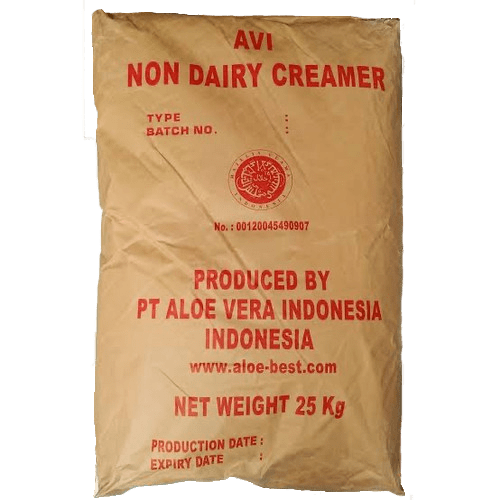 AVI
NON DAIRY CREAMER
TYPE :
BATCH NO. :
No. : 00120045490907
PRODUCED BY
PT ALOE VERA INDONESIA
INDONESIA
www.aloe-best.com
NET WEIGHT 25 Kg
PRODUCTION DATE :
EXPIRY DATE :